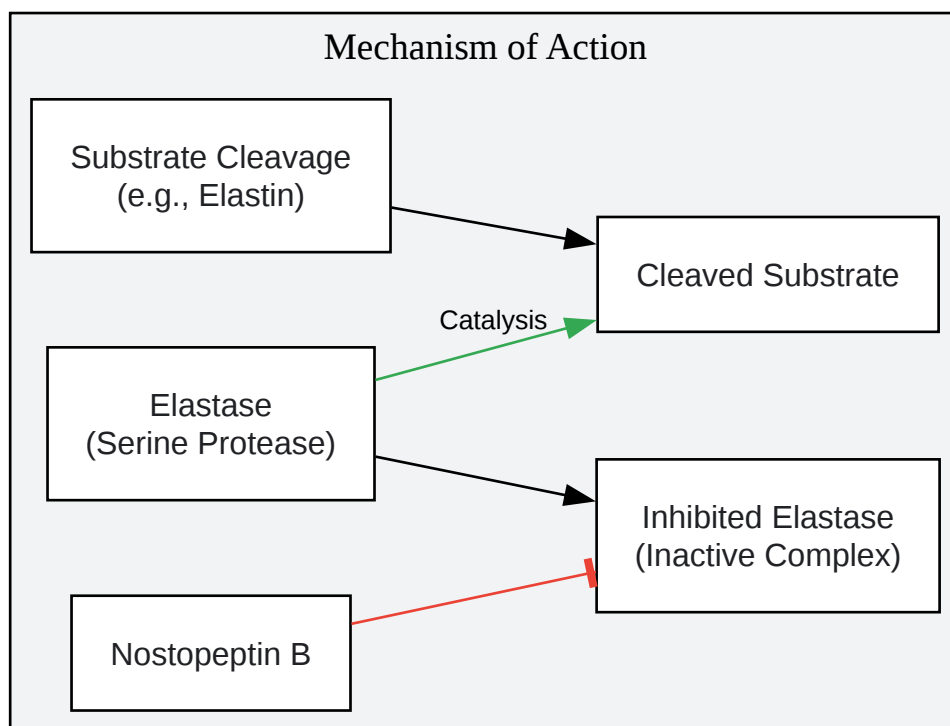 Mechanism of Action
Substrate Cleavage
(e.g., Elastin)
Cleaved Substrate
Catalysis
Elastase
(Serine Protease)
Inhibited Elastase
(Inactive Complex)
Nostopeptin B